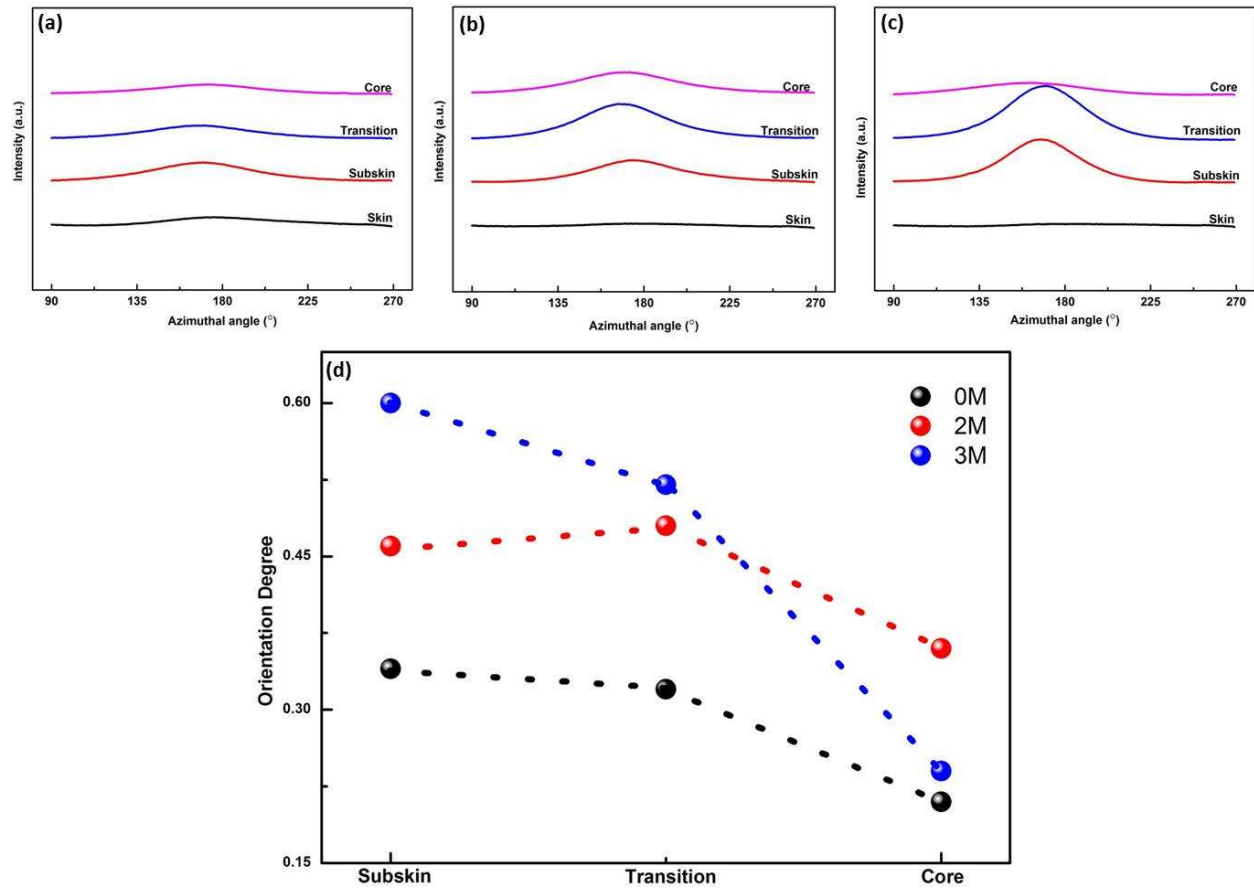 (a)
Core
Transition
Subskin
Skin
Intensity (a.u.)
90 135 180 225 270
Azimuthal angle (°)
(b)
Core
Transition
Subskin
Skin
Intensity (a.u.)
90 135 180 225 270
Azimuthal angle (°)
(c)
Core
Transition
Subskin
Skin
Intensity (a.u.)
90 135 180 225 270
Azimuthal angle (°)
(d)
0M
2M
3M
Orientation Degree
0.60
0.45
0.30
0.15
Subskin Transition Core